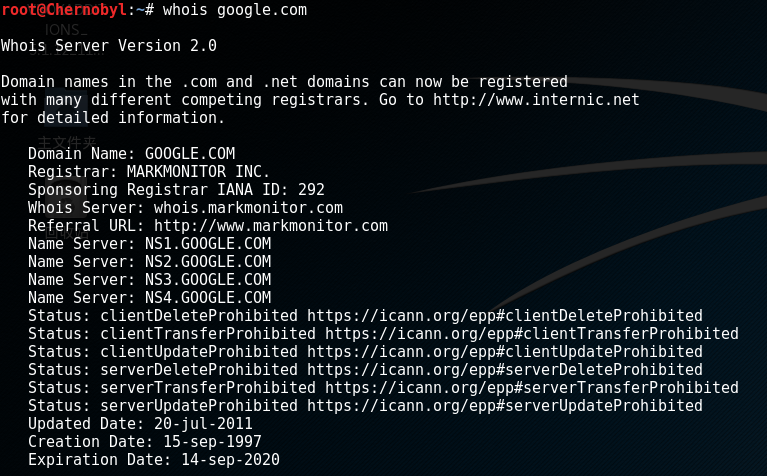 root@Chernobyl:~# whois google.com
IONS_
Whois Server Version 2.0
Domain names in the .com and .net domains can now be registered
with many different competing registrars. Go to http://www.internic.net
for detailed information.
主文件夹
Domain Name: GOOGLE.COM
Registrar: MARKMONITOR INC.
Sponsoring Registrar IANA ID: 292
Whois Server: whois.markmonitor.com
Referral URL: http://www.markmonitor.com
Name Server: NS1.GOOGLE.COM
Name Server: NS2.GOOGLE.COM
Name Server: NS3.GOOGLE.COM
Name Server: NS4.GOOGLE.COM
Status: clientDeleteProhibited https://icann.org/epp#clientDeleteProhibited
Status: clientTransferProhibited https://icann.org/epp#clientTransferProhibited
Status: clientUpdateProhibited https://icann.org/epp#clientUpdateProhibited
Status: serverDeleteProhibited https://icann.org/epp#serverDeleteProhibited
Status: serverTransferProhibited https://icann.org/epp#serverTransferProhibited
Status: serverUpdateProhibited https://icann.org/epp#serverUpdateProhibited
Updated Date: 20-jul-2011
Creation Date: 15-sep-1997
Expiration Date: 14-sep-2020